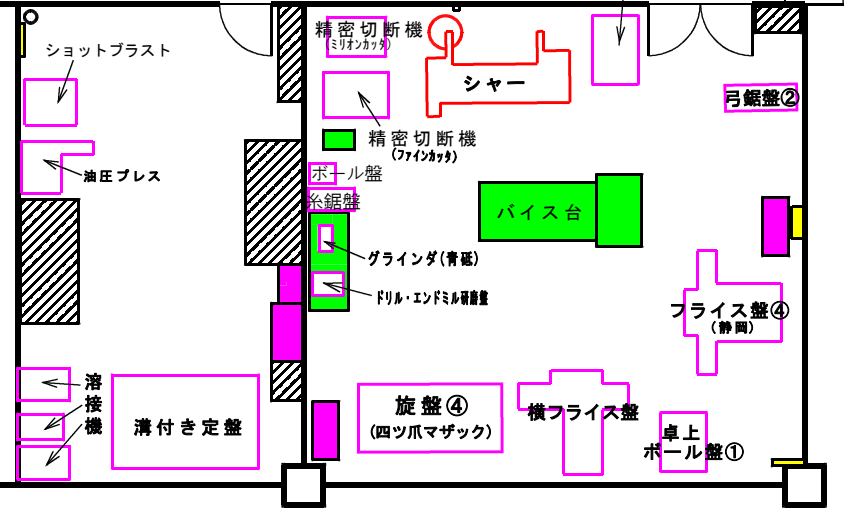 精密切断機
(ミリオンカッタ)
ショットブラスト
シャー
弓鋸盤②
精密切断機
(ファインカッタ)
油圧プレス
ボール盤
糸鋸盤
バイス台
グラインダ(青砥)
ドリル・エンドミル研磨盤
フライス盤④
(静岡)
溶
接
機
溝付き定盤
旋盤④
(四ツ爪マザック)
横フライス盤
卓上
ボール盤①